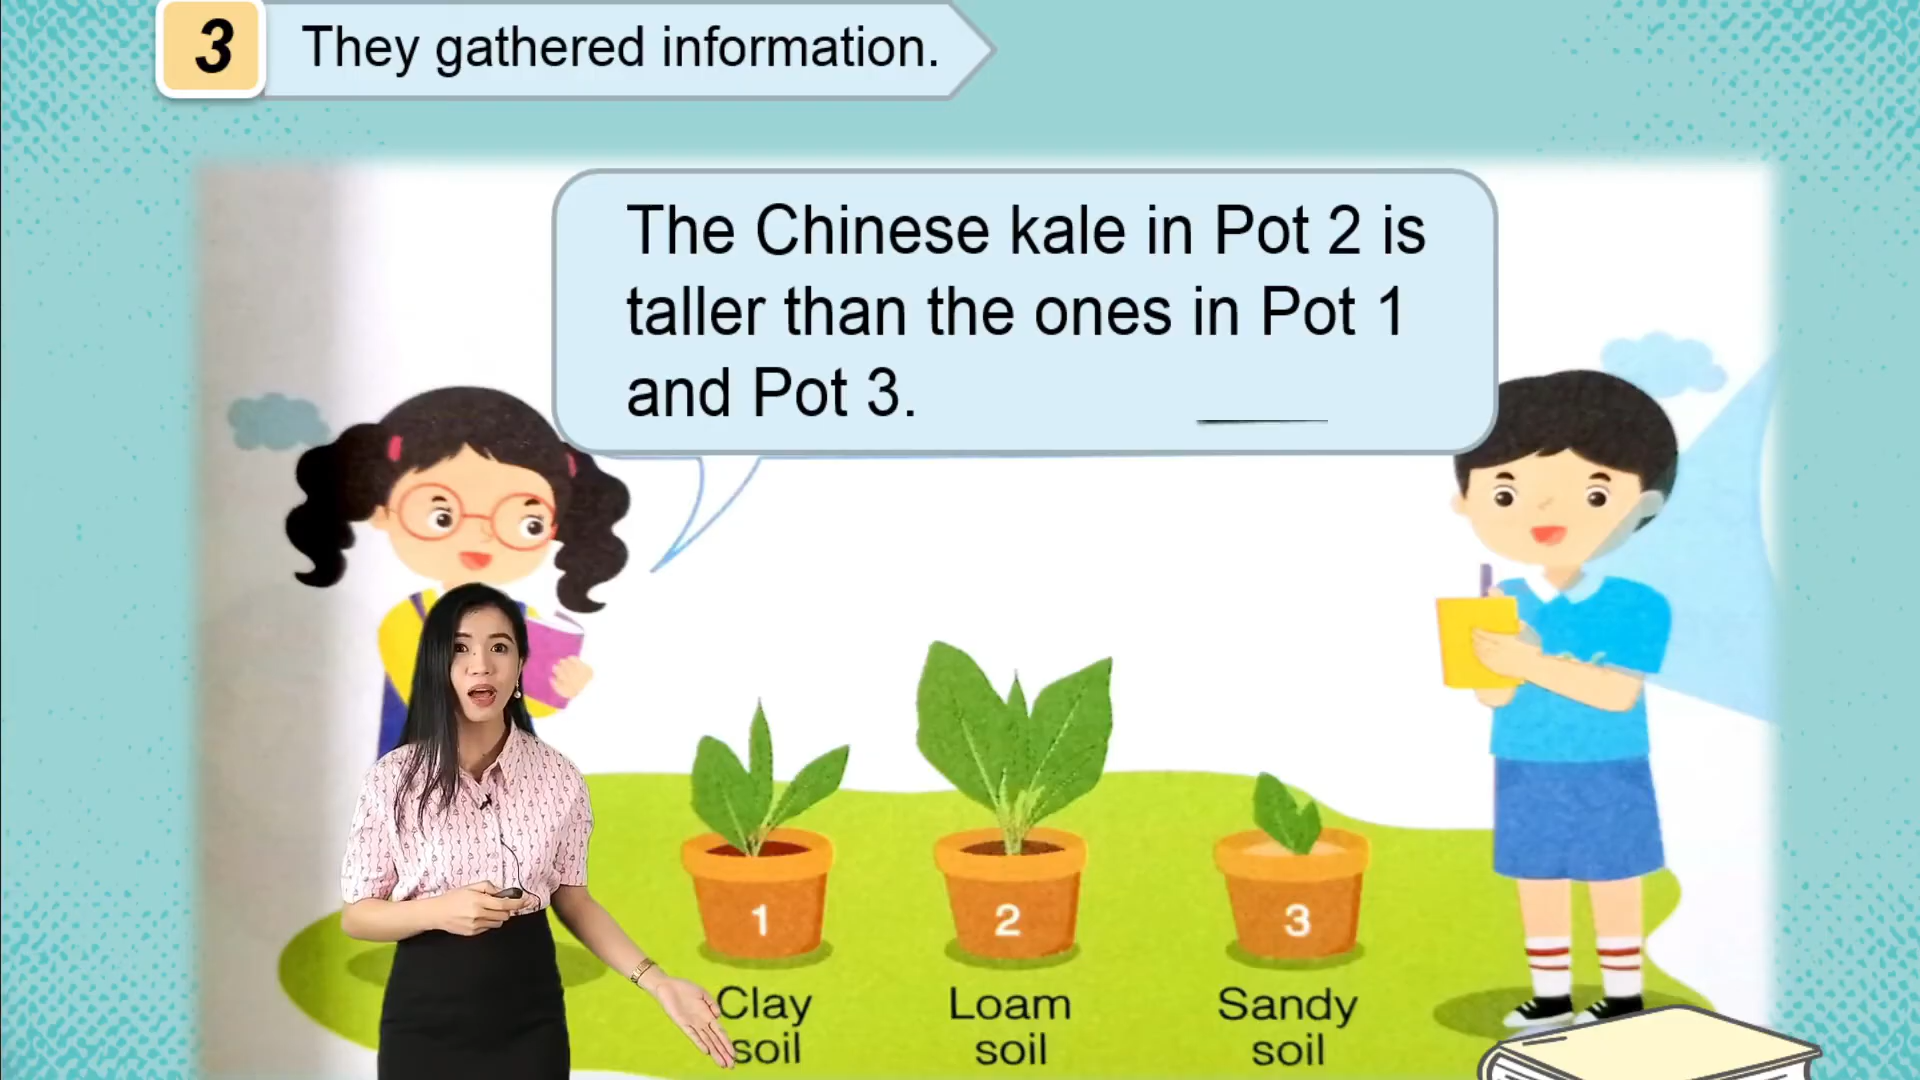 3 They gathered information.
The Chinese kale in Pot 2 is
taller than the ones in Pot 1
and Pot 3.
1 2 3
Clay Loam Sandy
soil soil soil